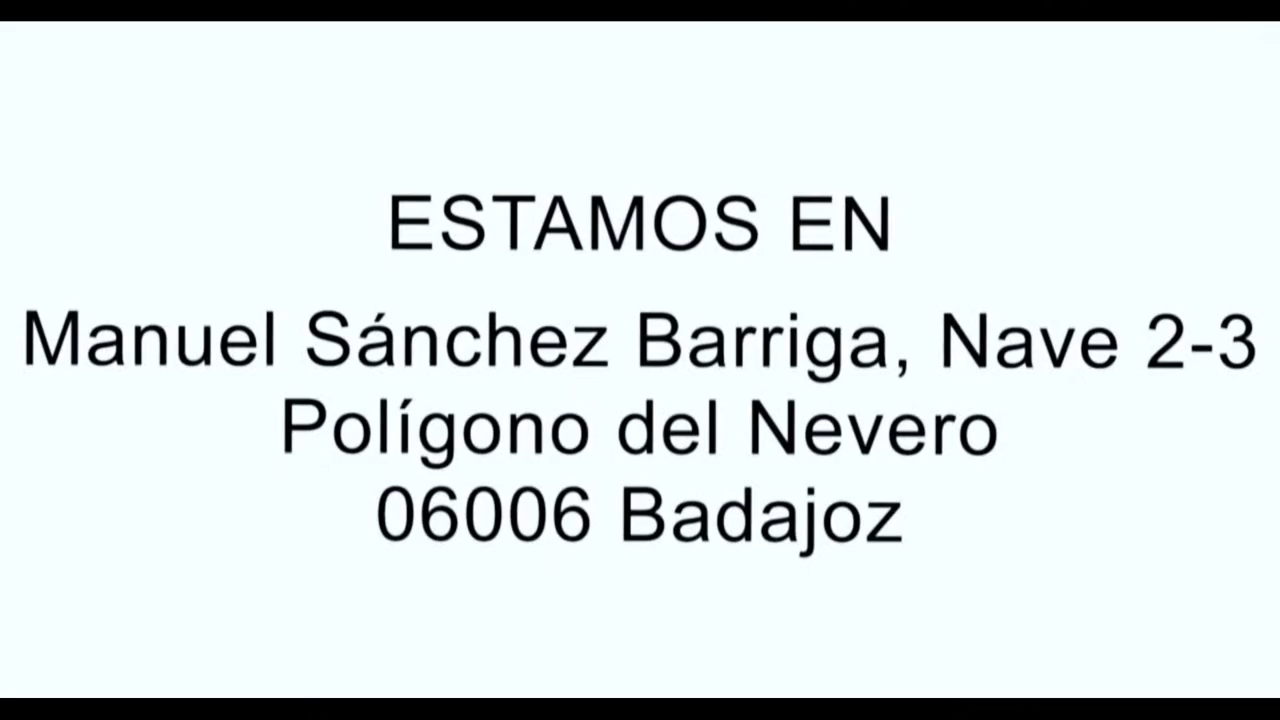 ESTAMOS EN
Manuel Sánchez Barriga, Nave 2-3
Polígono del Nevero
06006 Badajoz